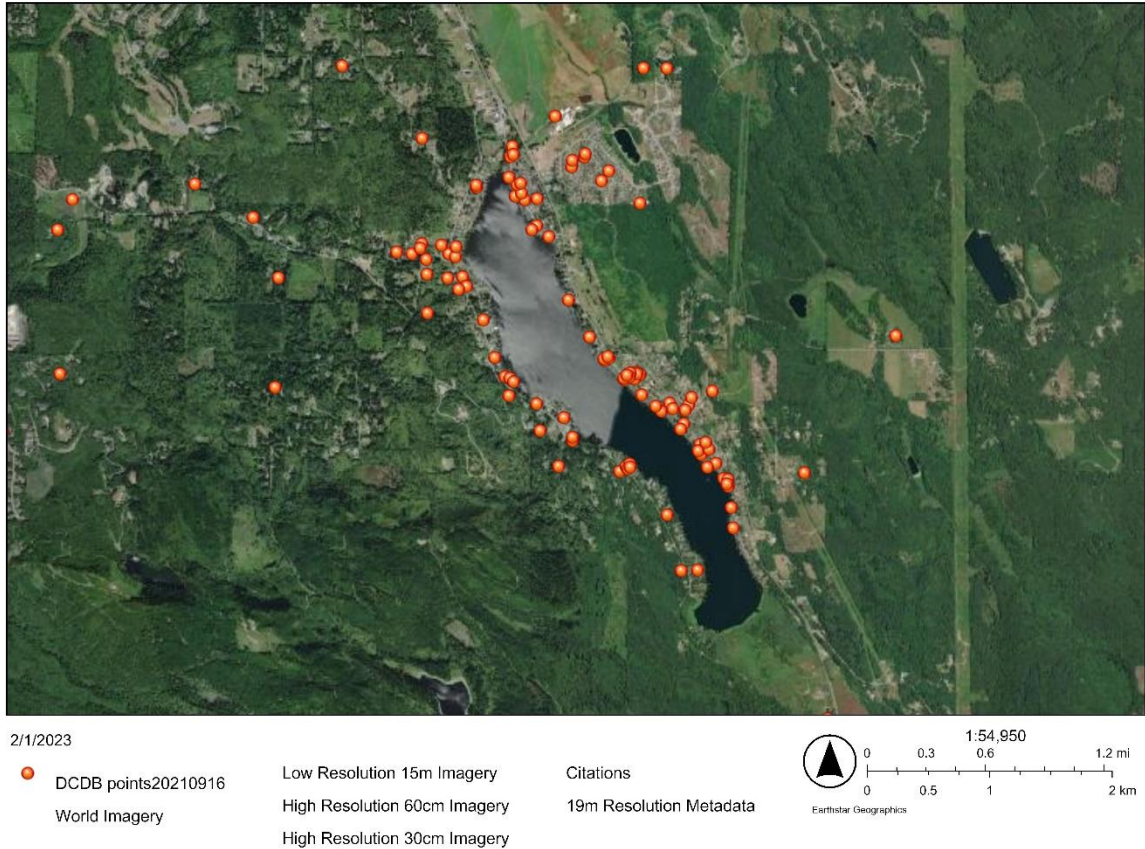 2/1/2023
DCDB points20210916
World Imagery
Low Resolution 15m Imagery
High Resolution 60cm Imagery
High Resolution 30cm Imagery
Citations
19m Resolution Metadata
Earthstar Geographics
1:54,950
0 0.3 0.6 1.2 mi
0 0.5 1 2 km